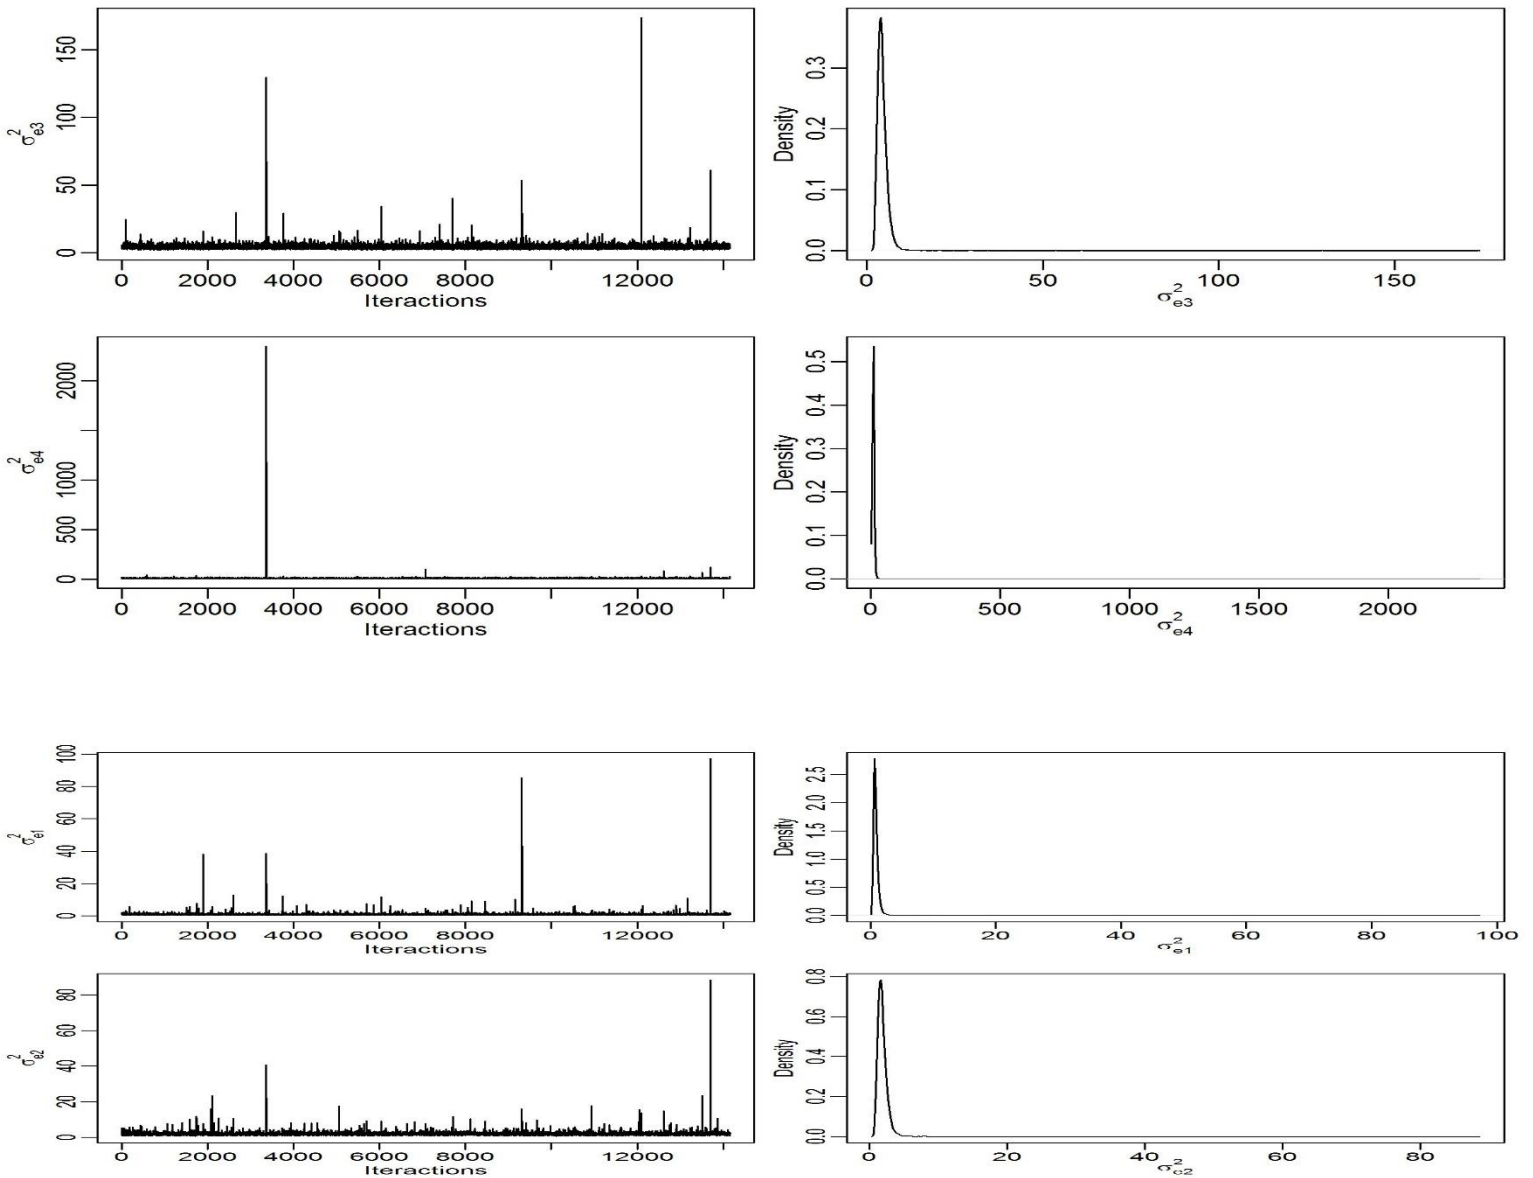 σ²e3
0 50 100 150
0 2000 4000 6000 8000 12000
Iteractions
Density
0.0 0.1 0.2 0.3
0 50 100 150
σ²e3
σ²e4
0 500 1000 2000
0 2000 4000 6000 8000 12000
Iteractions
Density
0.0 0.1 0.2 0.3 0.4 0.5
0 500 1000 1500 2000
σ²e4
σ²e1
0 20 40 60 80 100
0 2000 4000 6000 8000 12000
Iteractions
Density
0.0 0.5 1.0 1.5 2.0 2.5
0 20 40 60 80 100
σ²e1
σ²e2
0 20 40 60 80
0 2000 4000 6000 8000 12000
Iteractions
Density
0.0 0.2 0.4 0.6 0.8
0 20 40 60 80
σ²e2